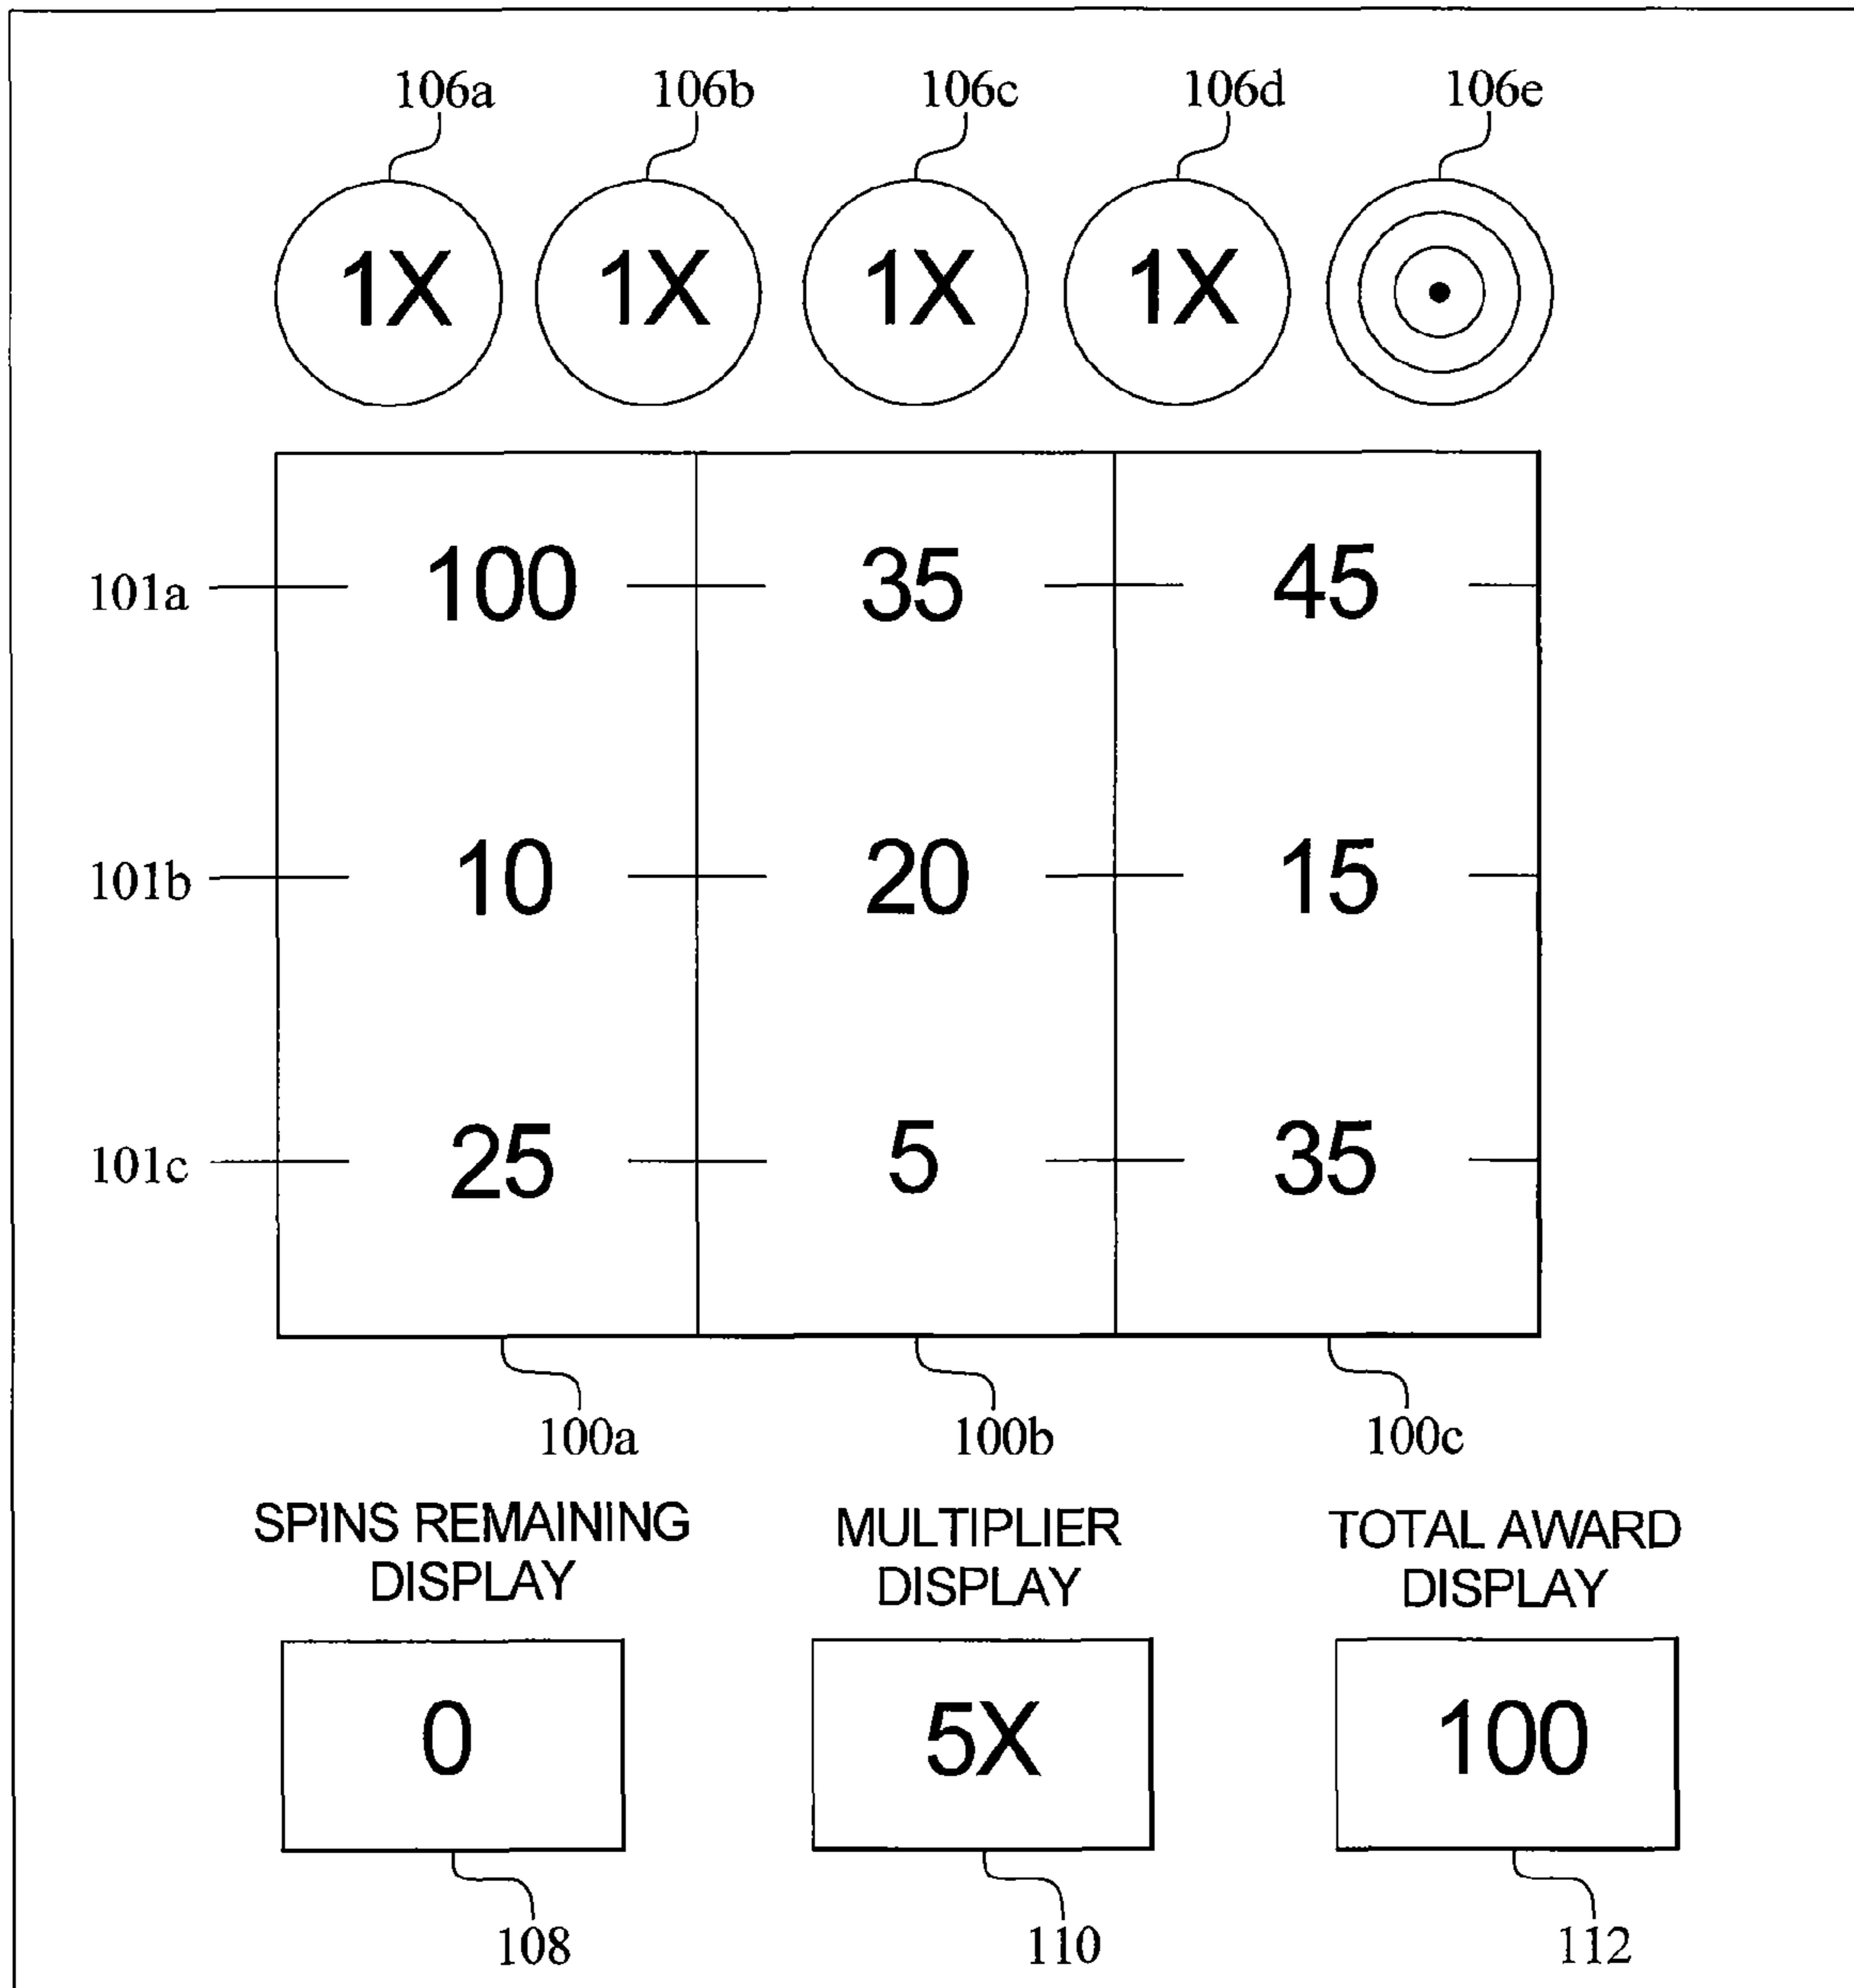 106a 106b 106c 106d 106e
1X 1X 1X 1X
101a 100 35 45
101b 10 20 15
101c 25 5 35
100a 100b 100c
SPINS REMAINING DISPLAY
MULTIPLIER DISPLAY
TOTAL AWARD DISPLAY
0 5X 100
108 110 112